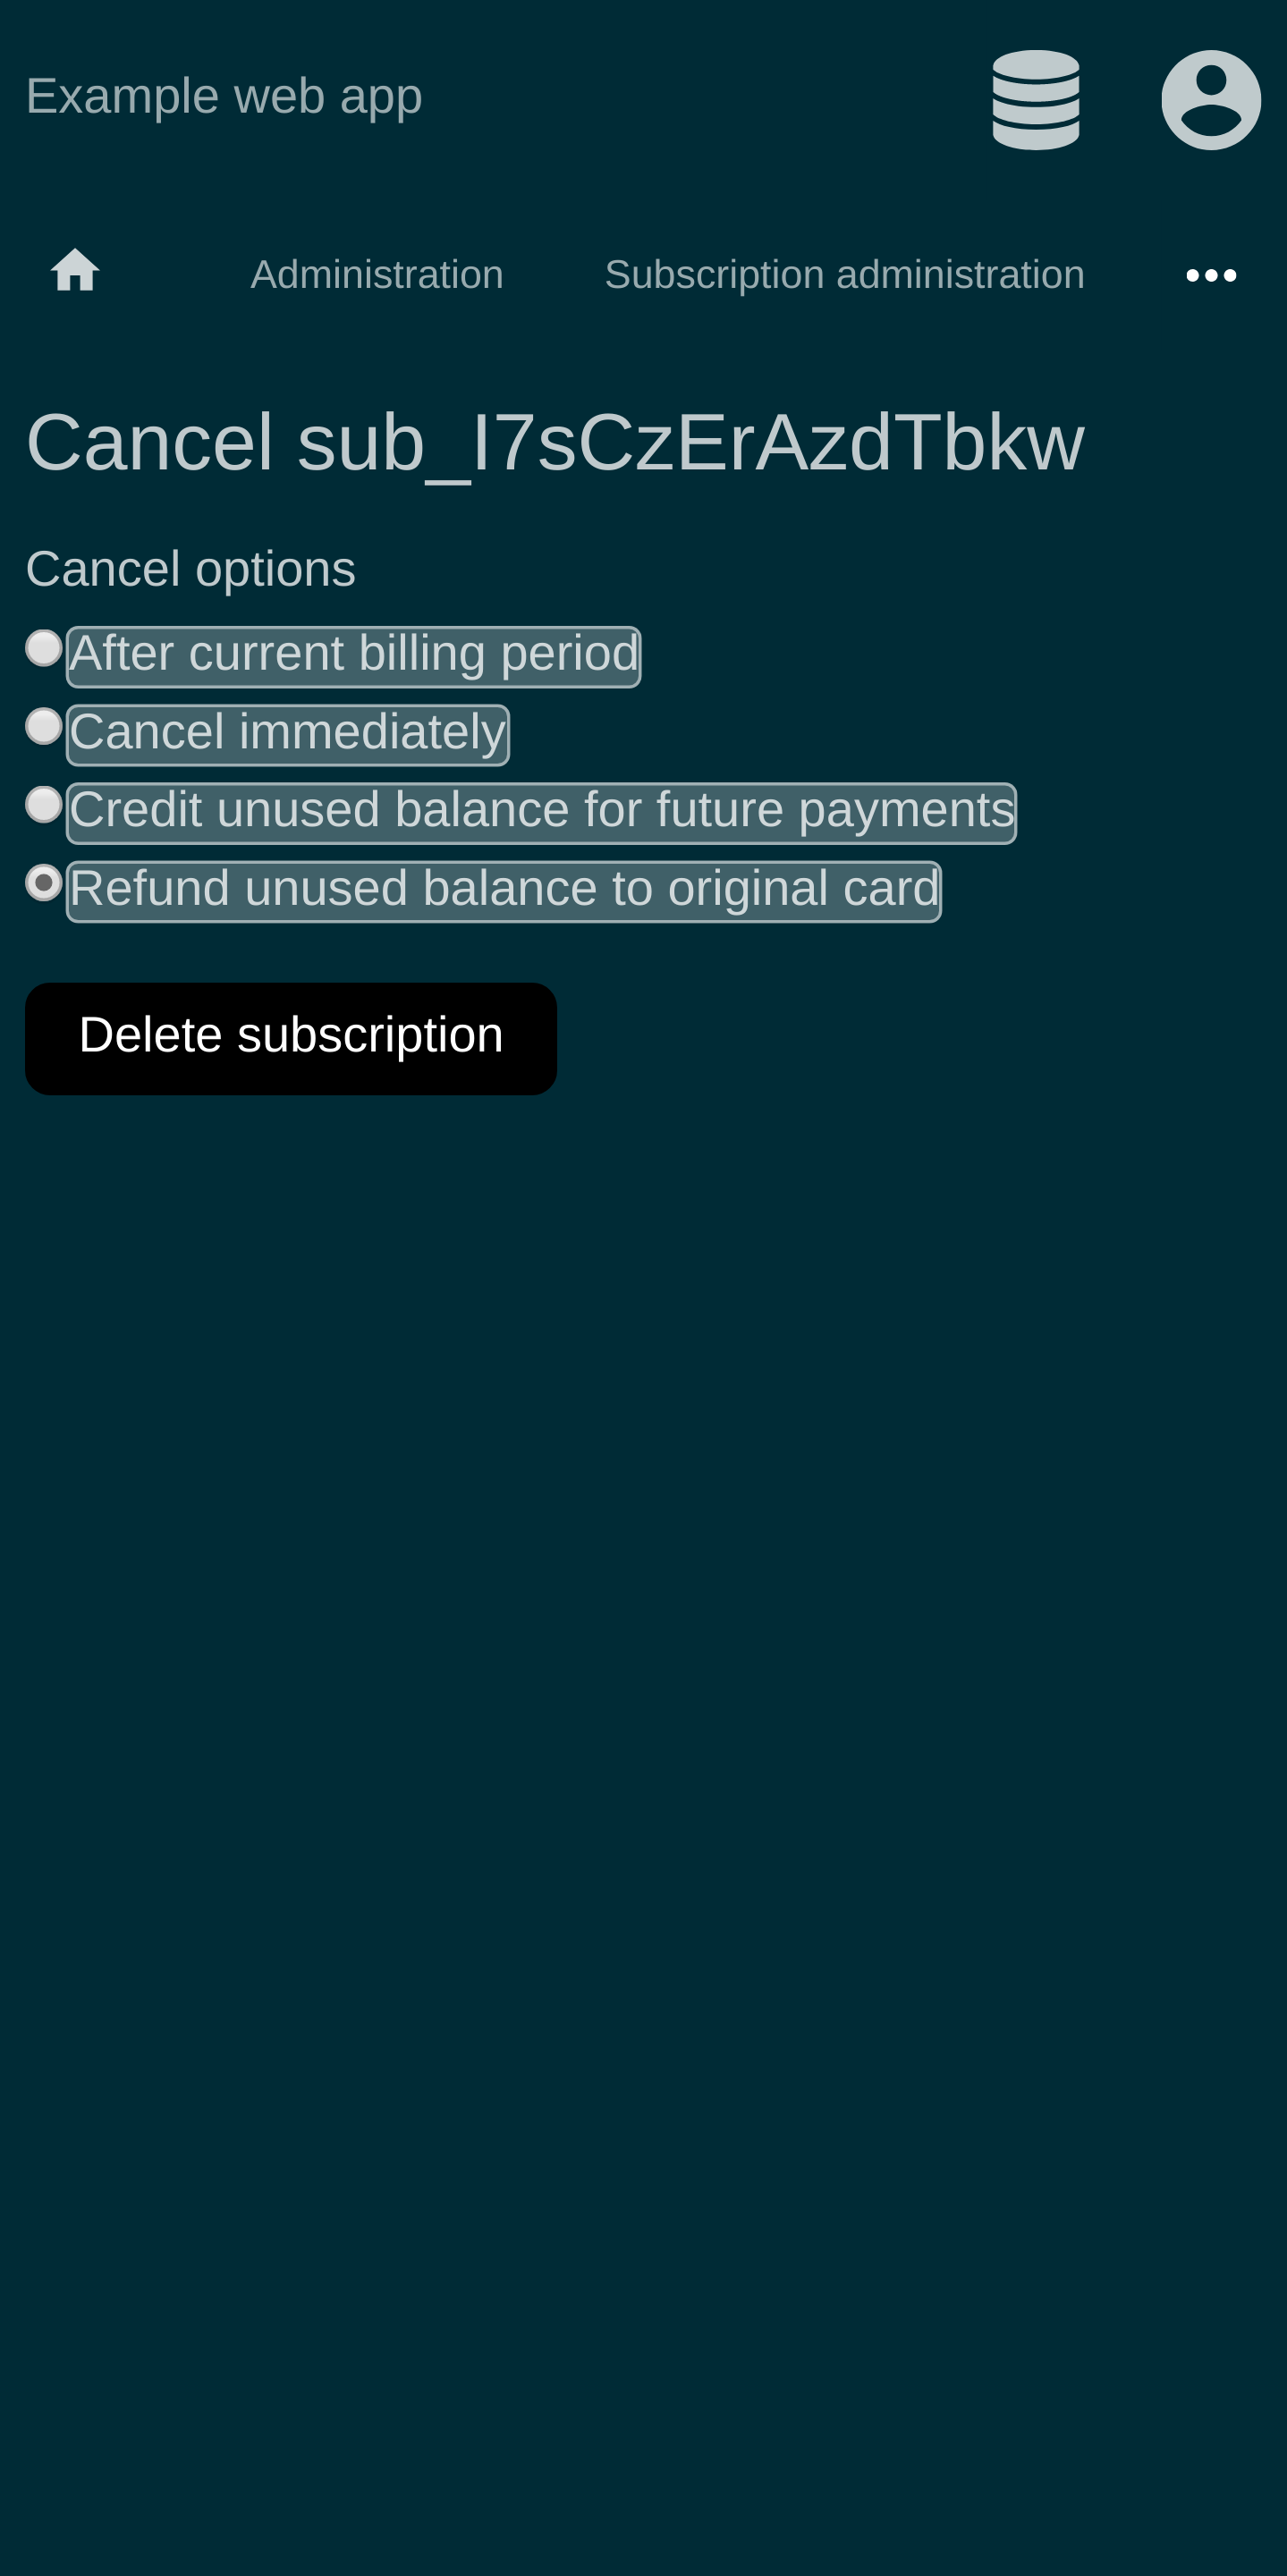 Example web app
Administration Subscription administration
Cancel sub_I7sCzErAzdTbkw
Cancel options
After current billing period
Cancel immediately
Credit unused balance for future payments
Refund unused balance to original card
Delete subscription